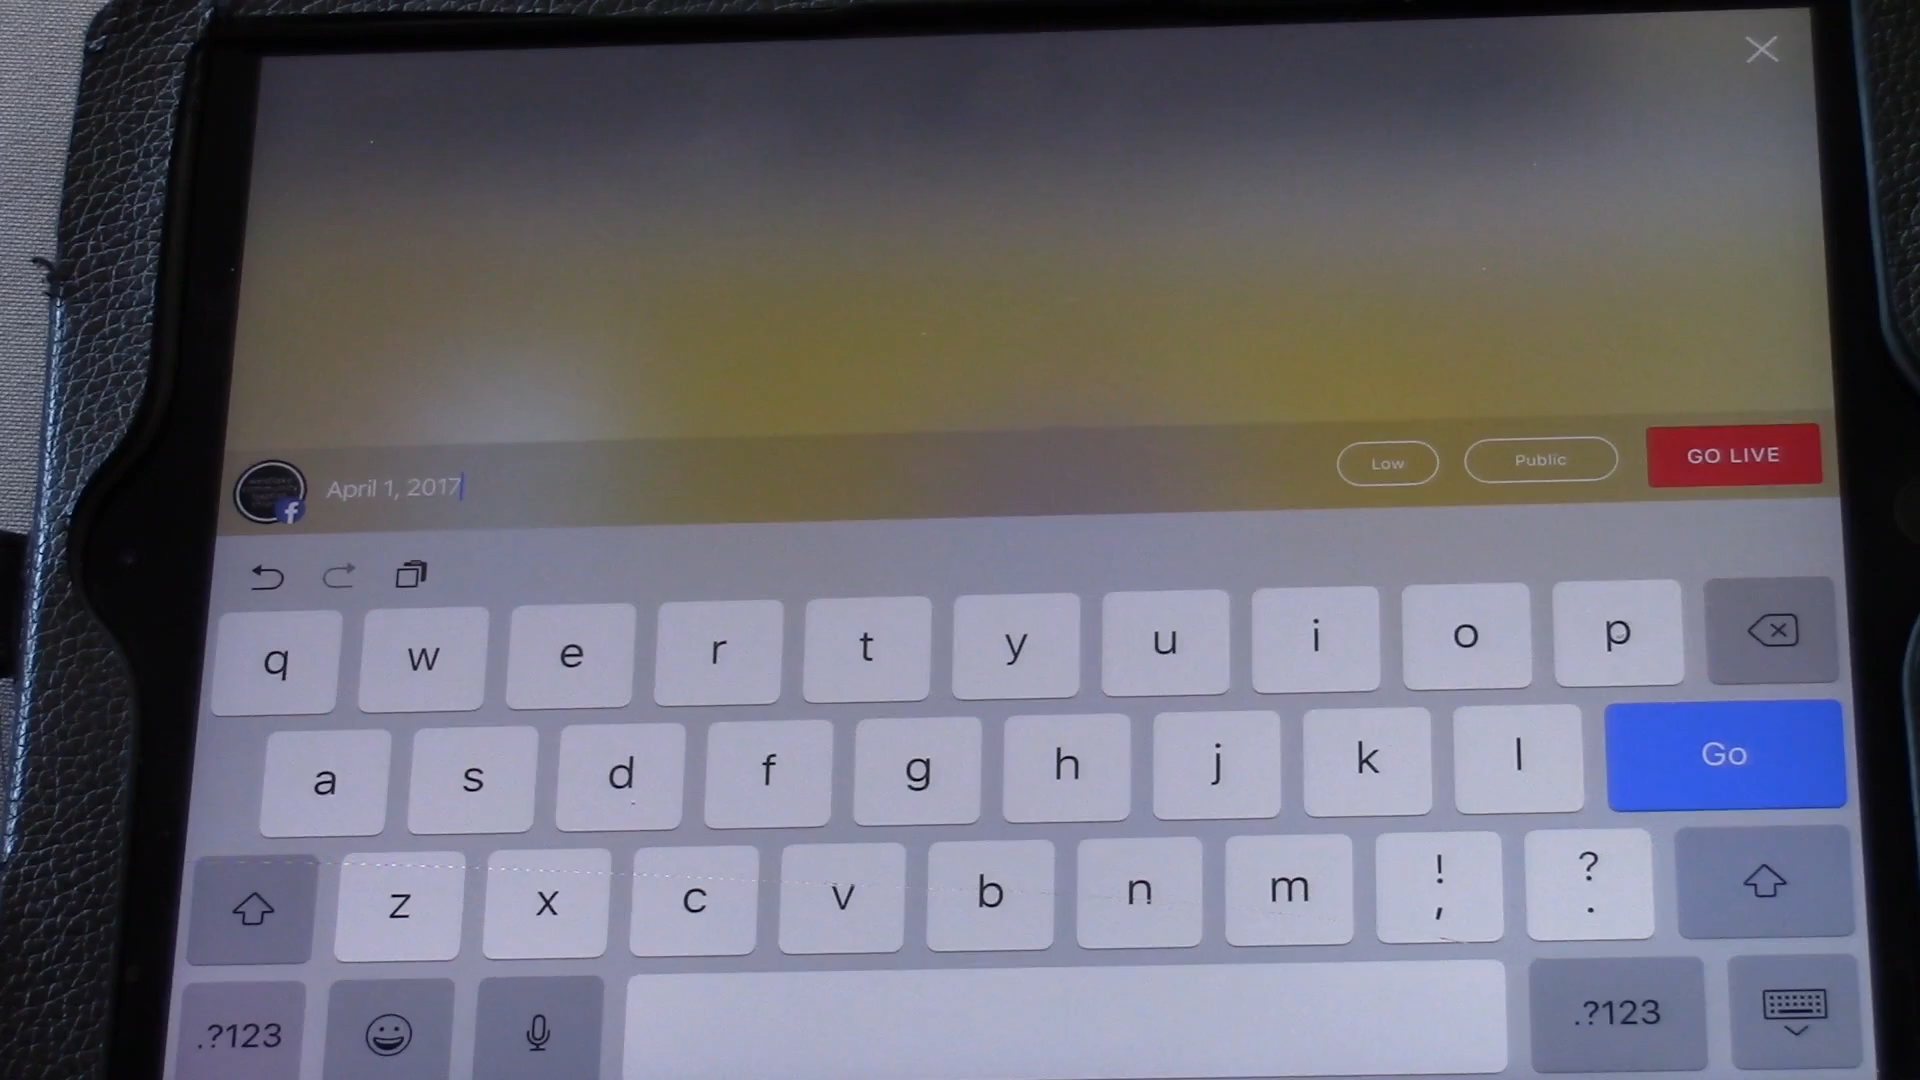 April 1, 2017
Low
Public
GO LIVE
q w e r t y u i o p
a s d f g h j k l Go
z x c v b n m ! , ? .
.?123 .?123